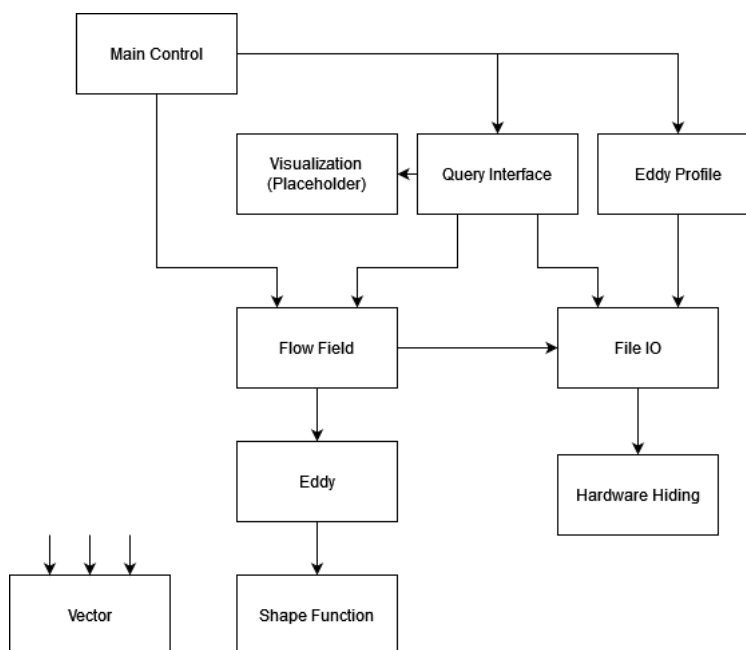 Main Control
Visualization
(Placeholder)
Query Interface
Eddy Profile
Flow Field
File IO
Eddy
Hardware Hiding
Vector
Shape Function